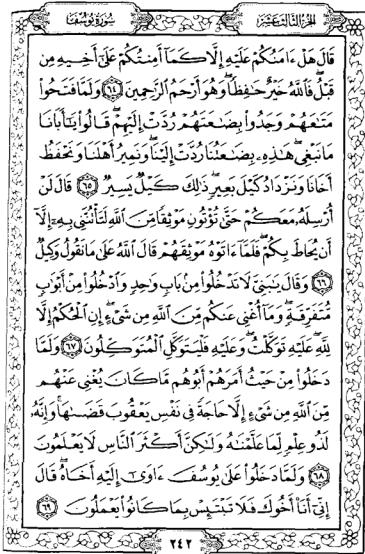 الجزء الثالث عشر
سورة يوسف
قَالَ هَلْ ءَامَنُكُمْ عَلَيْهِ إِلَّا كَمَآ أَمِنتُكُمْ عَلَىٰٓ أَخِيهِ مِن
قَبْلُ فَٱللَّهُ خَيْرٌ حَٰفِظًا وَهُوَ أَرْحَمُ ٱلرَّٰحِمِينَ ﴿٦٤﴾ وَلَمَّا فَتَحُوا۟
مَتَٰعَهُمْ وَجَدُوا۟ بِضَٰعَتَهُمْ رُدَّتْ إِلَيْهِمْ قَالُوا۟ يَٰٓأَبَانَا
مَا نَبْغِى هَٰذِهِۦ بِضَٰعَتُنَا رُدَّتْ إِلَيْنَا وَنَمِيرُ أَهْلَنَا وَنَحْفَظُ
أَخَانَا وَنَزْدَادُ كَيْلَ بَعِيرٍ ذَٰلِكَ كَيْلٌ يَسِيرٌ ﴿٦٥﴾ قَالَ لَنْ
أُرْسِلَهُۥ مَعَكُمْ حَتَّىٰ تُؤْتُونِ مَوْثِقًا مِّنَ ٱللَّهِ لَتَأْتُنَّنِى بِهِۦٓ إِلَّآ
أَن يُحَاطَ بِكُمْ فَلَمَّآ ءَاتَوْهُ مَوْثِقَهُمْ قَالَ ٱللَّهُ عَلَىٰ مَا نَقُولُ وَكِيلٌ
﴿٦٦﴾ وَقَالَ يَٰبَنِىَّ لَا تَدْخُلُوا۟ مِنۢ بَابٍ وَٰحِدٍ وَٱدْخُلُوا۟ مِنْ أَبْوَٰبٍ
مُّتَفَرِّقَةٍ وَمَآ أُغْنِى عَنكُم مِّنَ ٱللَّهِ مِن شَىْءٍ إِنِ ٱلْحُكْمُ إِلَّا
لِلَّهِ عَلَيْهِ تَوَكَّلْتُ وَعَلَيْهِ فَلْيَتَوَكَّلِ ٱلْمُتَوَكِّلُونَ ﴿٦٧﴾ وَلَمَّا
دَخَلُوا۟ مِنْ حَيْثُ أَمَرَهُمْ أَبُوهُم مَّا كَانَ يُغْنِى عَنْهُم
مِّنَ ٱللَّهِ مِن شَىْءٍ إِلَّا حَاجَةً فِى نَفْسِ يَعْقُوبَ قَضَىٰهَا وَإِنَّهُۥ
لَذُو عِلْمٍ لِّمَا عَلَّمْنَٰهُ وَلَٰكِنَّ أَكْثَرَ ٱلنَّاسِ لَا يَعْلَمُونَ
﴿٦٨﴾ وَلَمَّا دَخَلُوا۟ عَلَىٰ يُوسُفَ ءَاوَىٰٓ إِلَيْهِ أَخَاهُ قَالَ
إِنِّىٓ أَنَا۠ أَخُوكَ فَلَا تَبْتَئِسْ بِمَا كَانُوا۟ يَعْمَلُونَ ﴿٦٩﴾
٢٤٢